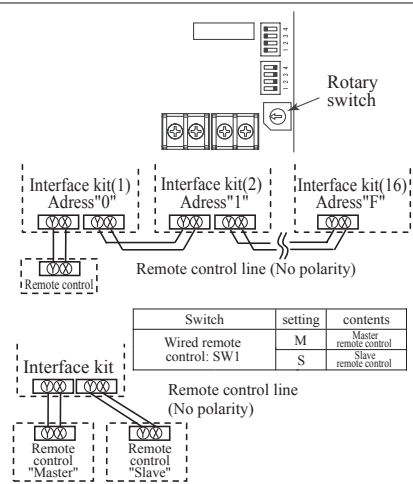 1 2 3 4
1 2 3 4
Rotary
switch
Interface kit(1)
Adress"0"
Interface kit(2)
Adress"1"
Interface kit(16)
Adress"F"
Y X
Y X
Y X
Remote control
Remote control line (No polarity)
Switch setting contents
Wired remote
control: SW1
M Master
remote control
S Slave
remote control
Interface kit
Y X Y X
Remote control line
(No polarity)
Y X
Remote
control
"Master"
Y X
Remote
control
"Slave"